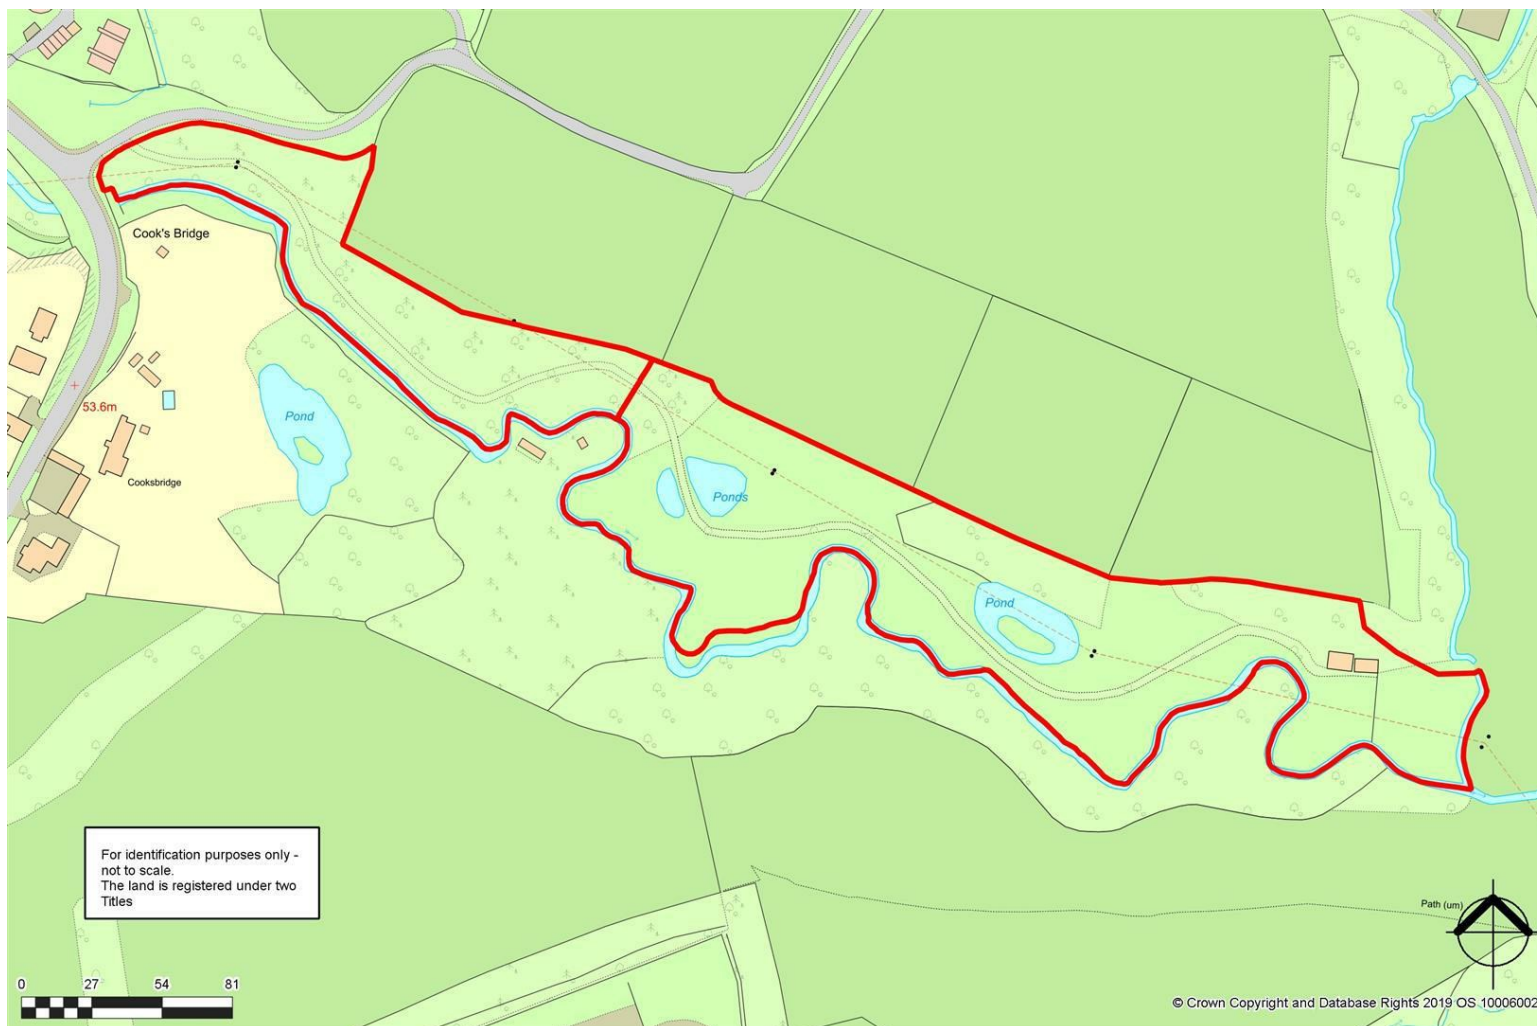 Cook's Bridge
53.6m
Pond
Cooksbridge
Ponds
Pond
For identification purposes only -
not to scale.
The land is registered under two
Titles
Path (um)
0 27 54 81
© Crown Copyright and Database Rights 2019 OS 10006002